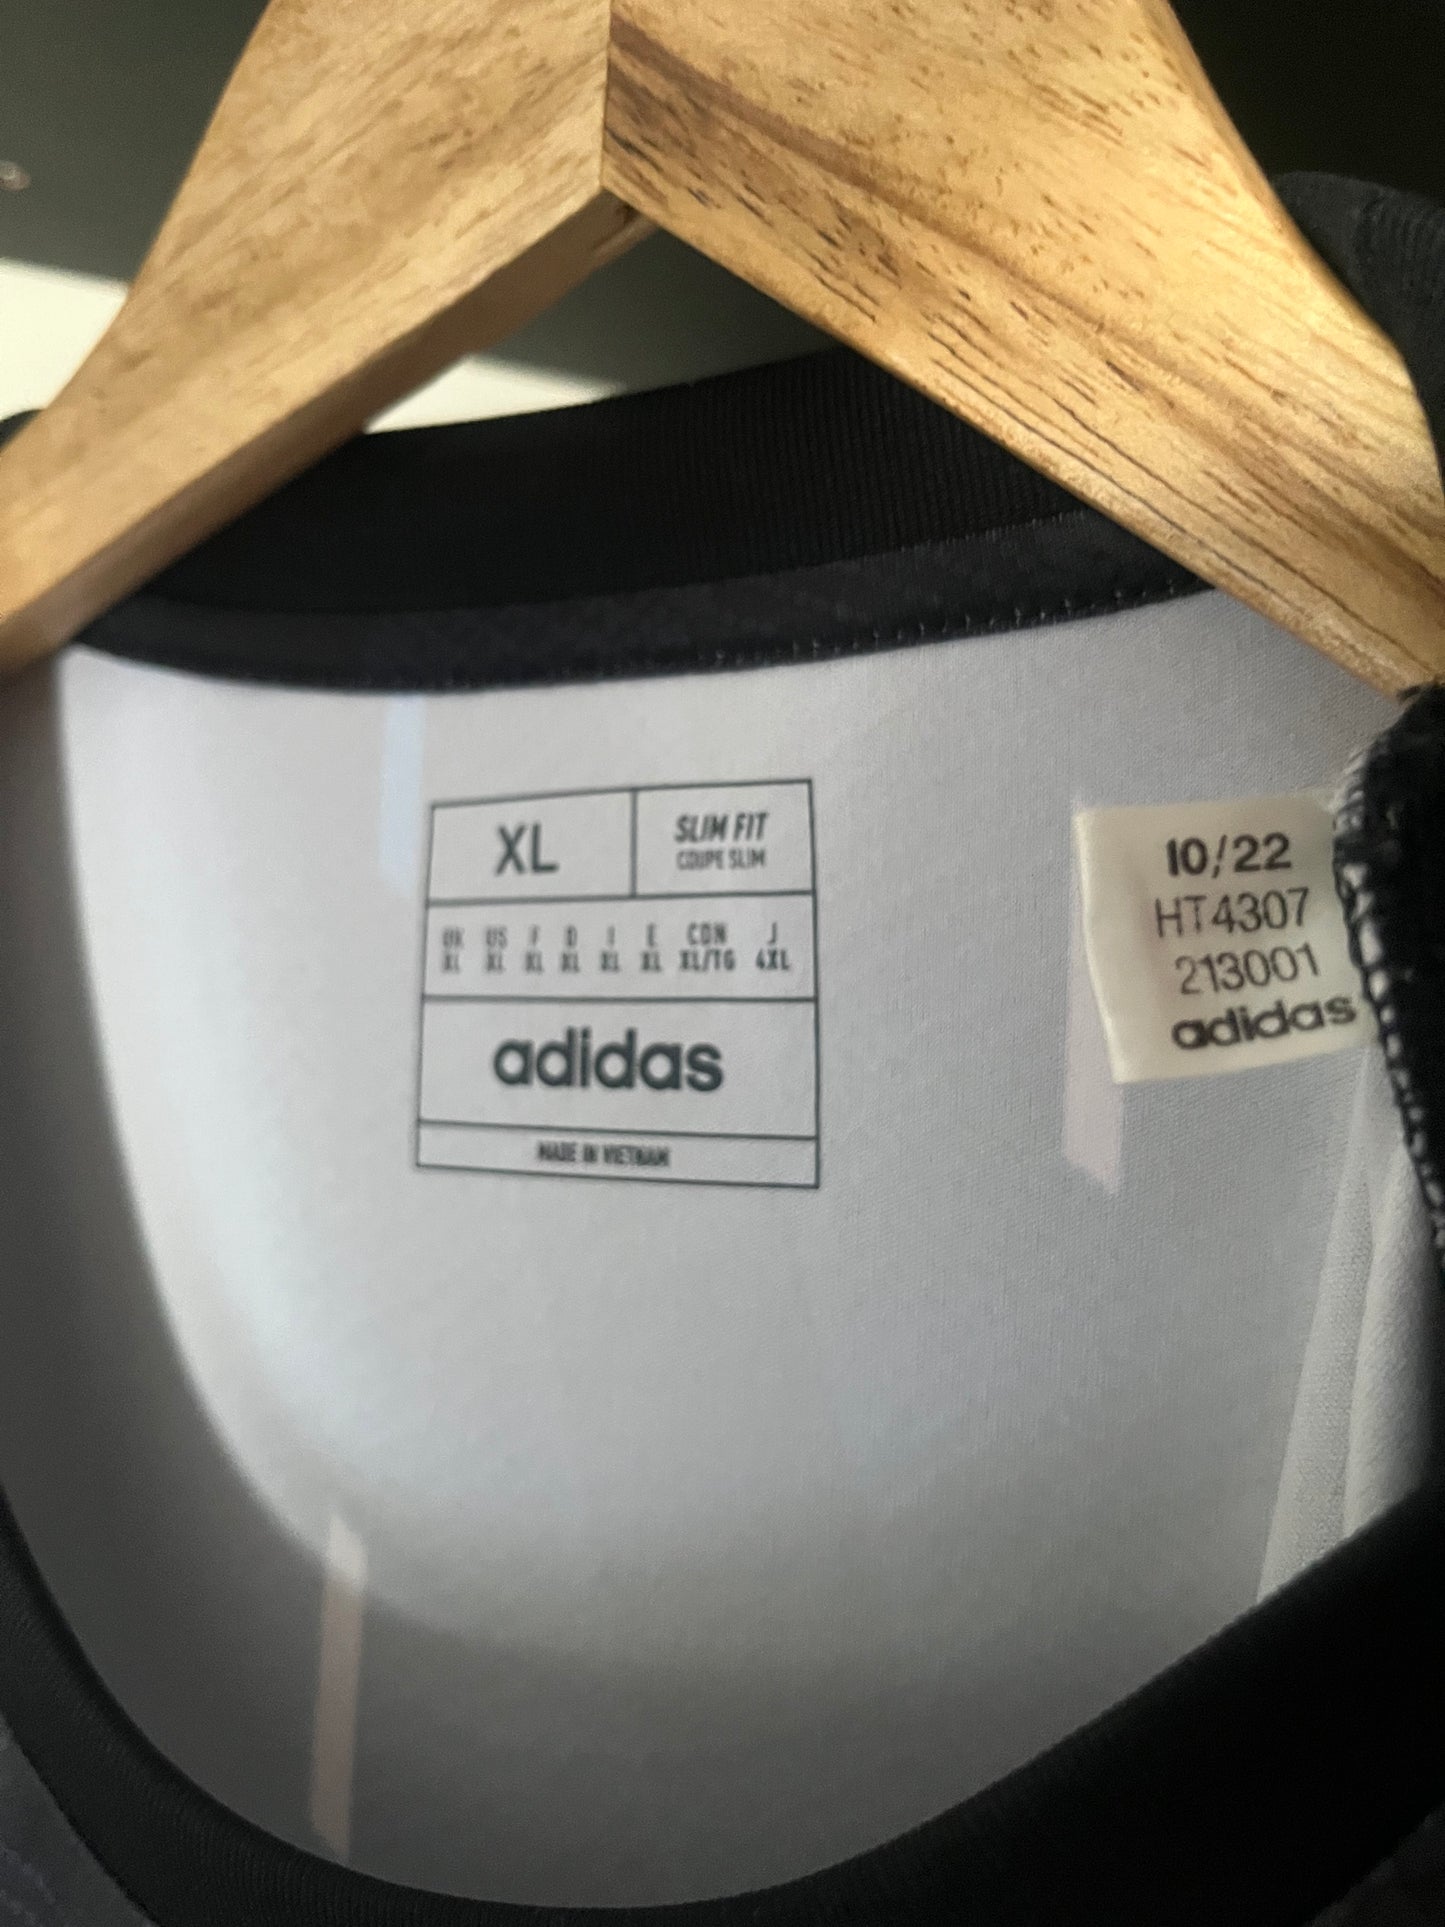 XL
SLIM FIT
COUPE SLIM
UK US F D I E CDN J
XL XL XL XL XL XL XL/TG 4XL
adidas
MADE IN VIETNAM
10/22
HT4307
213001
adidas